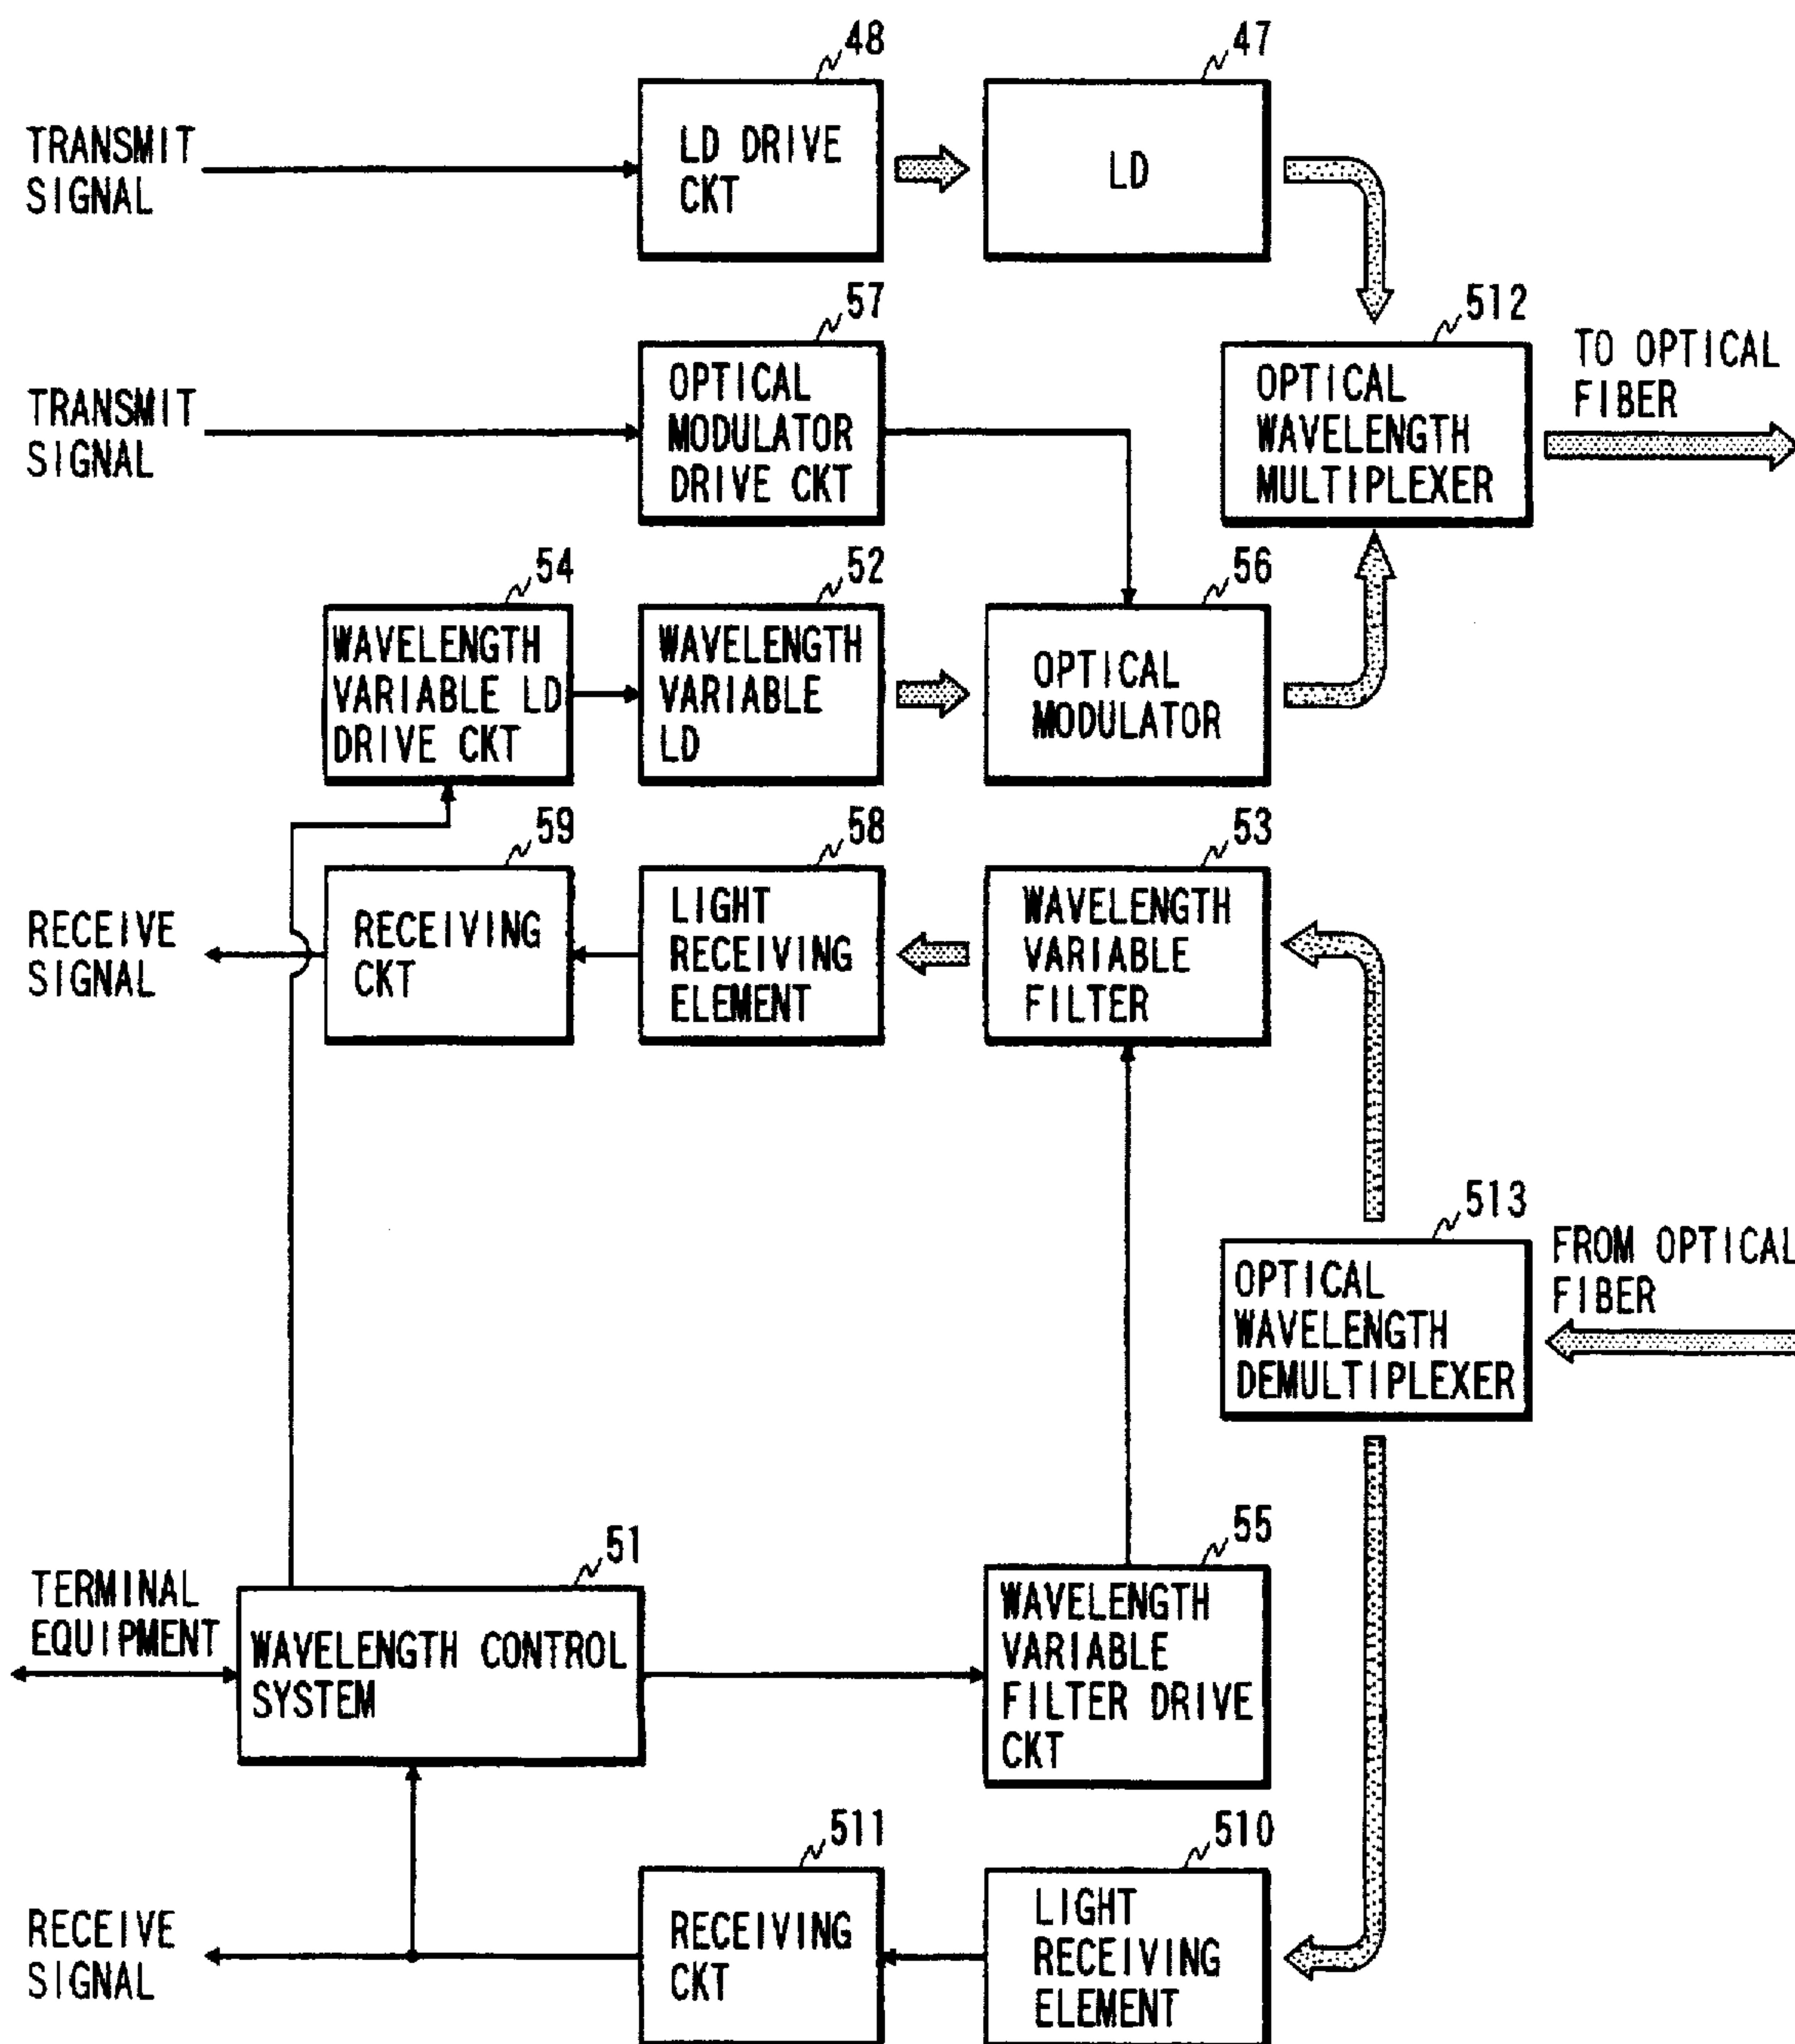 48
47
TRANSMIT
SIGNAL
LD DRIVE
CKT
LD
57
512
TRANSMIT
SIGNAL
OPTICAL
MODULATOR
DRIVE CKT
OPTICAL
WAVELENGTH
MULTIPLEXER
TO OPTICAL
FIBER
54
52
56
WAVELENGTH
VARIABLE LD
DRIVE CKT
WAVELENGTH
VARIABLE
LD
OPTICAL
MODULATOR
59
58
53
RECEIVE
SIGNAL
RECEIVING
CKT
LIGHT
RECEIVING
ELEMENT
WAVELENGTH
VARIABLE
FILTER
513
OPTICAL
WAVELENGTH
DEMULTIPLEXER
FROM OPTICAL
FIBER
51
55
TERMINAL
EQUIPMENT
WAVELENGTH CONTROL
SYSTEM
WAVELENGTH
VARIABLE
FILTER DRIVE
CKT
511
510
RECEIVE
SIGNAL
RECEIVING
CKT
LIGHT
RECEIVING
ELEMENT